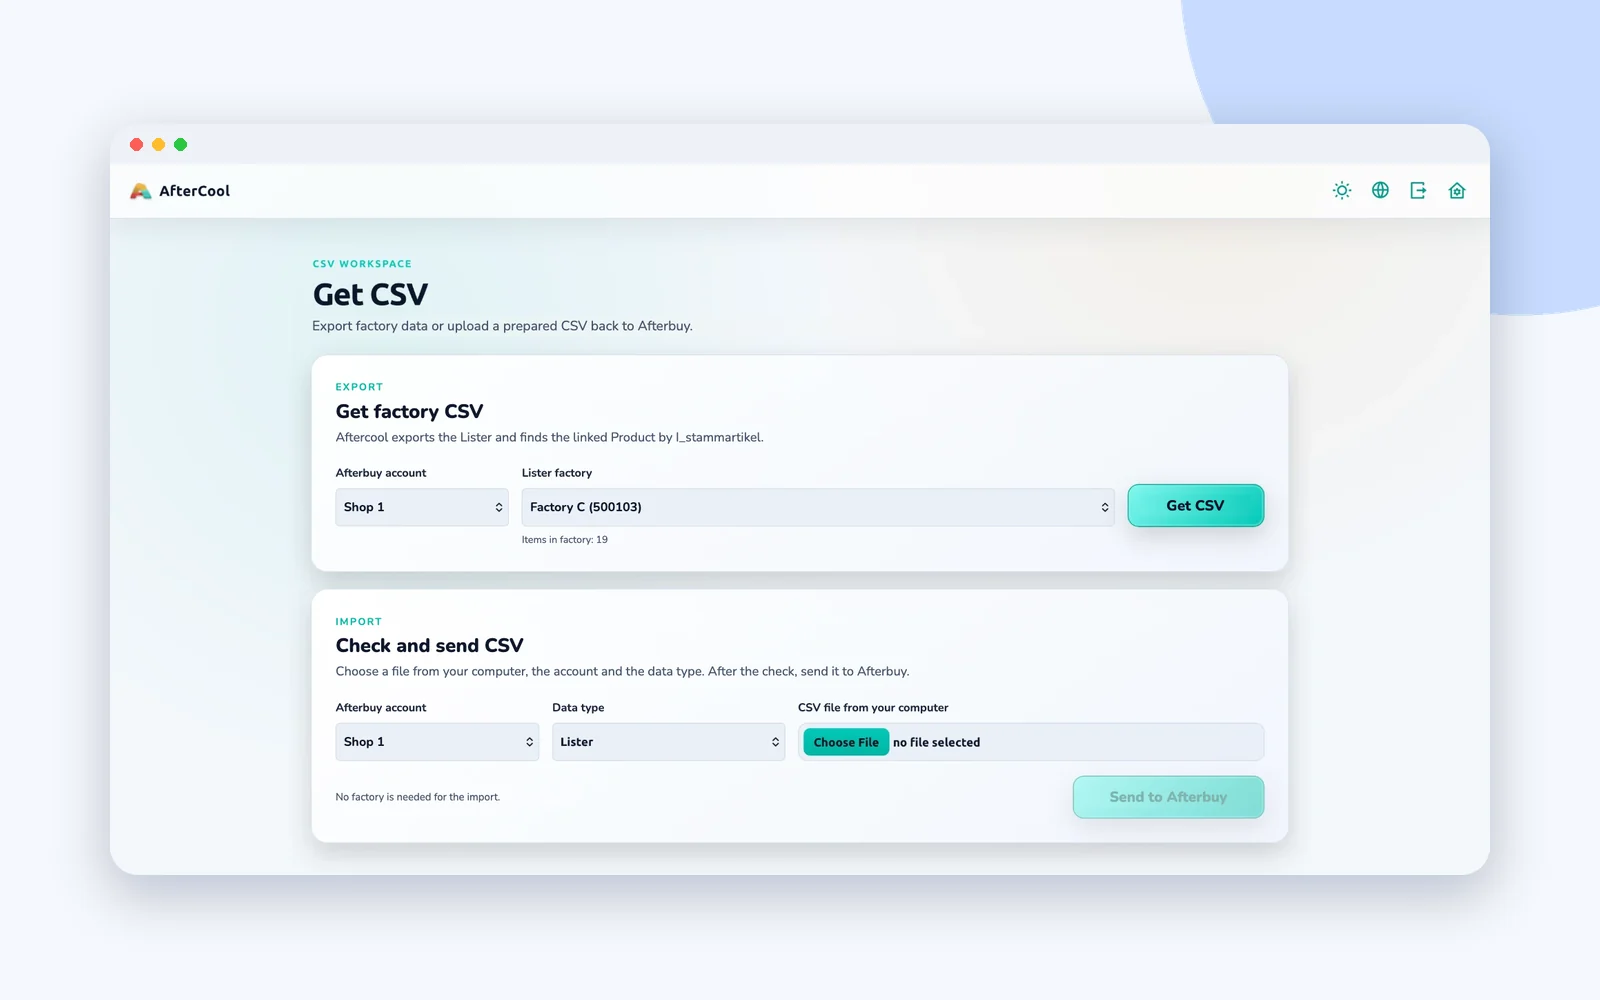 AfterCool
CSV WORKSPACE
Get CSV
Export factory data or upload a prepared CSV back to Afterbuy.
EXPORT
Get factory CSV
Aftercool exports the Lister and finds the linked Product by I_stammartikel.
Afterbuy account
Lister factory
Shop 1
Factory C (500103)
Get CSV
Items in factory: 19
IMPORT
Check and send CSV
Choose a file from your computer, the account and the data type. After the check, send it to Afterbuy.
Afterbuy account
Data type
CSV file from your computer
Shop 1
Lister
Choose File no file selected
No factory is needed for the import.
Send to Afterbuy